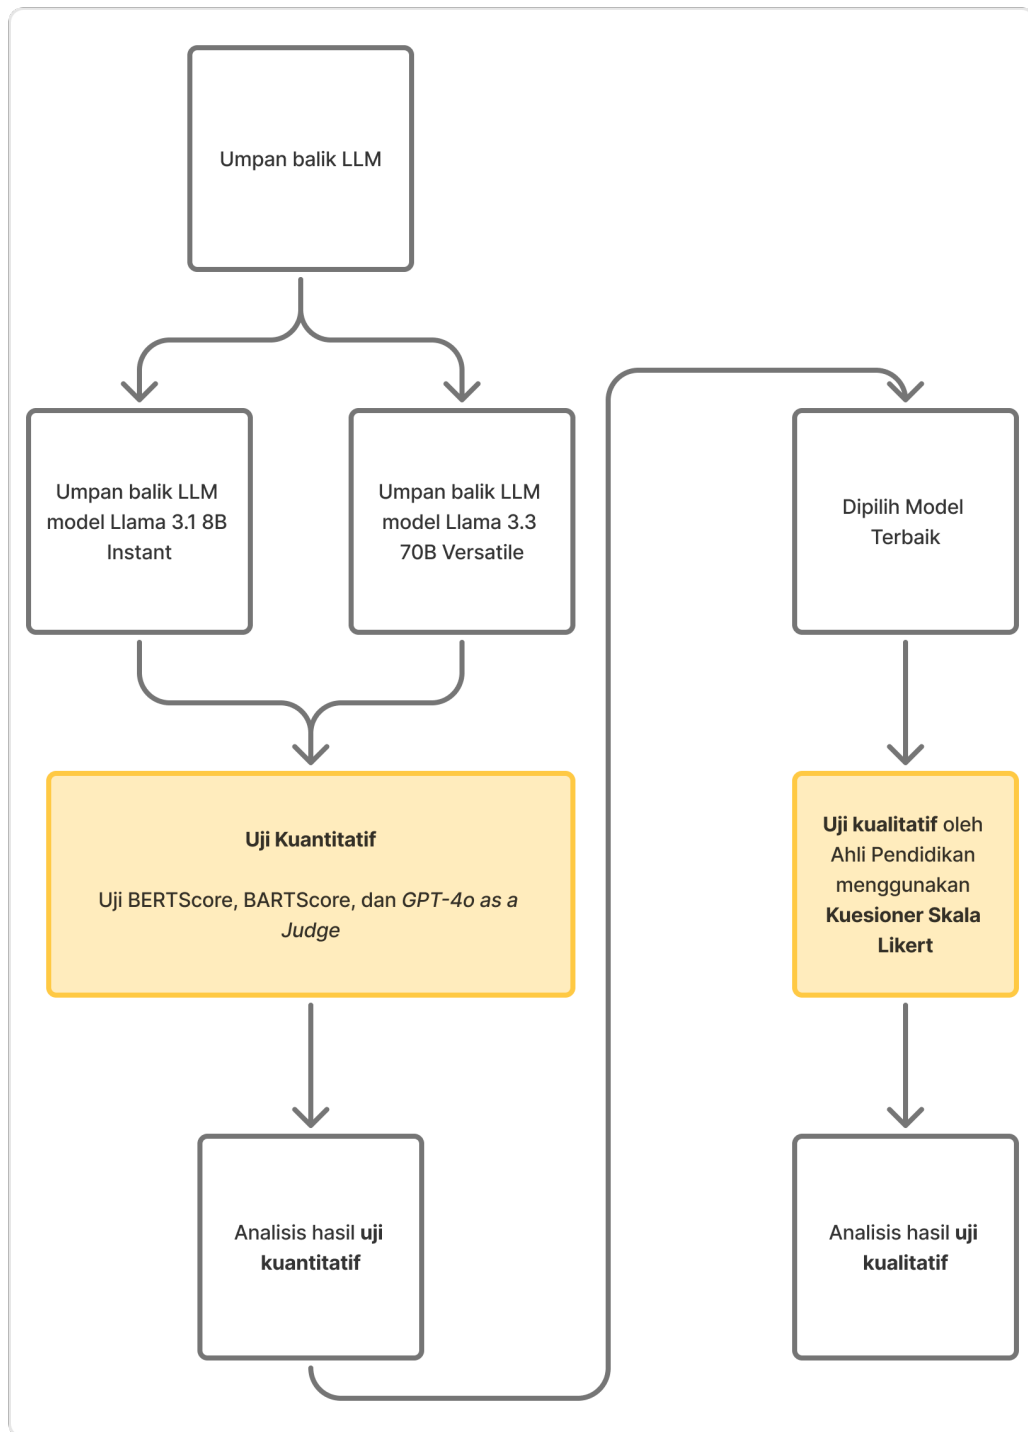 Umpan balik LLM
Umpan balik LLM
model Llama 3.1 8B
Instant
Umpan balik LLM
model Llama 3.3
70B Versatile
Uji Kuantitatif
Uji BERTScore, BARTScore, dan GPT-4o as a
Judge
Analisis hasil uji
kuantitatif
Dipilih Model
Terbaik
Uji kualitatif oleh
Ahli Pendidikan
menggunakan
Kuesioner Skala
Likert
Analisis hasil uji
kualitatif